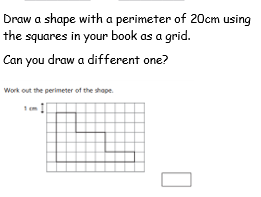 Draw a shape with a perimeter of 20cm using
the squares in your book as a grid.
Can you draw a different one?
Work out the perimeter of the shape.
1 cm